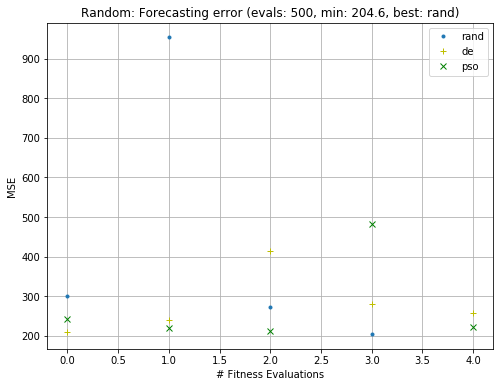 Random: Forecasting error (evals: 500, min: 204.6, best: rand)
rand
de
pso
900
800
700
600
500
400
300
200
MSE
0.0 0.5 1.0 1.5 2.0 2.5 3.0 3.5 4.0
# Fitness Evaluations